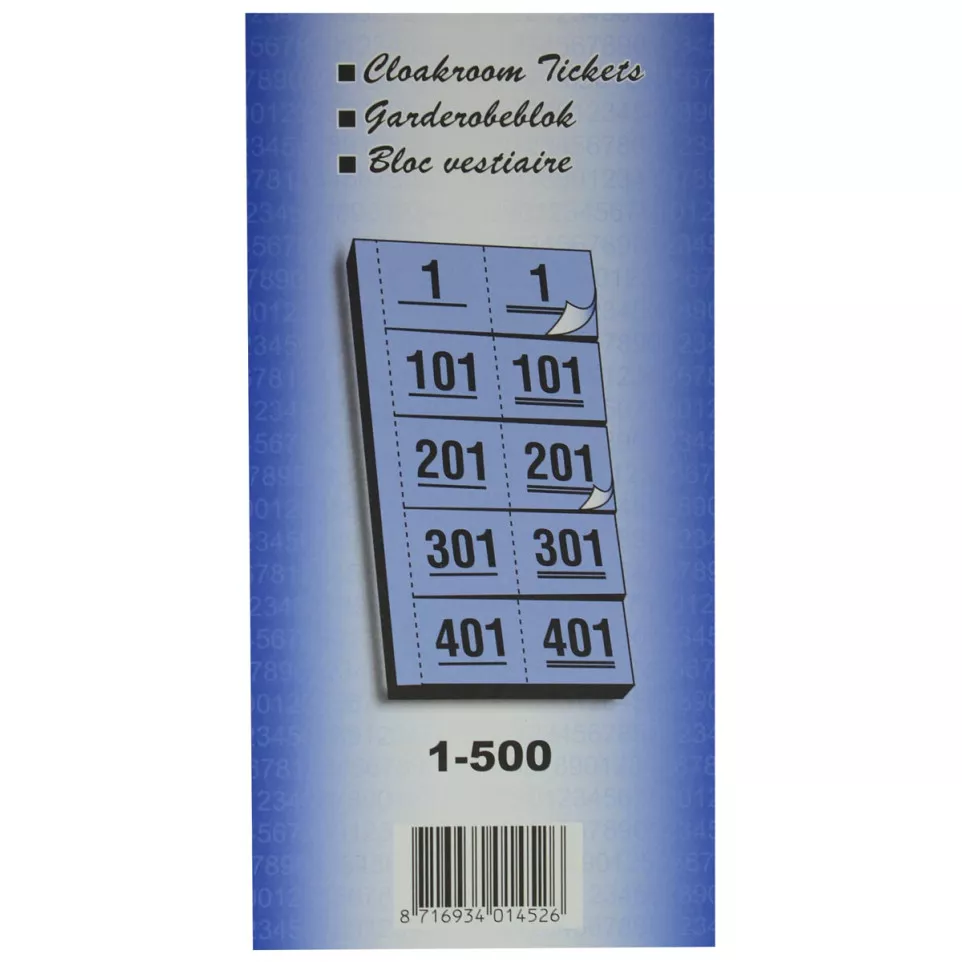 ■ Cloakroom Tickets
■ Garderobeblok
■ Bloc vestiaire
1 1
101 101
201 201
301 301
401 401
1-500
8 716934 014526